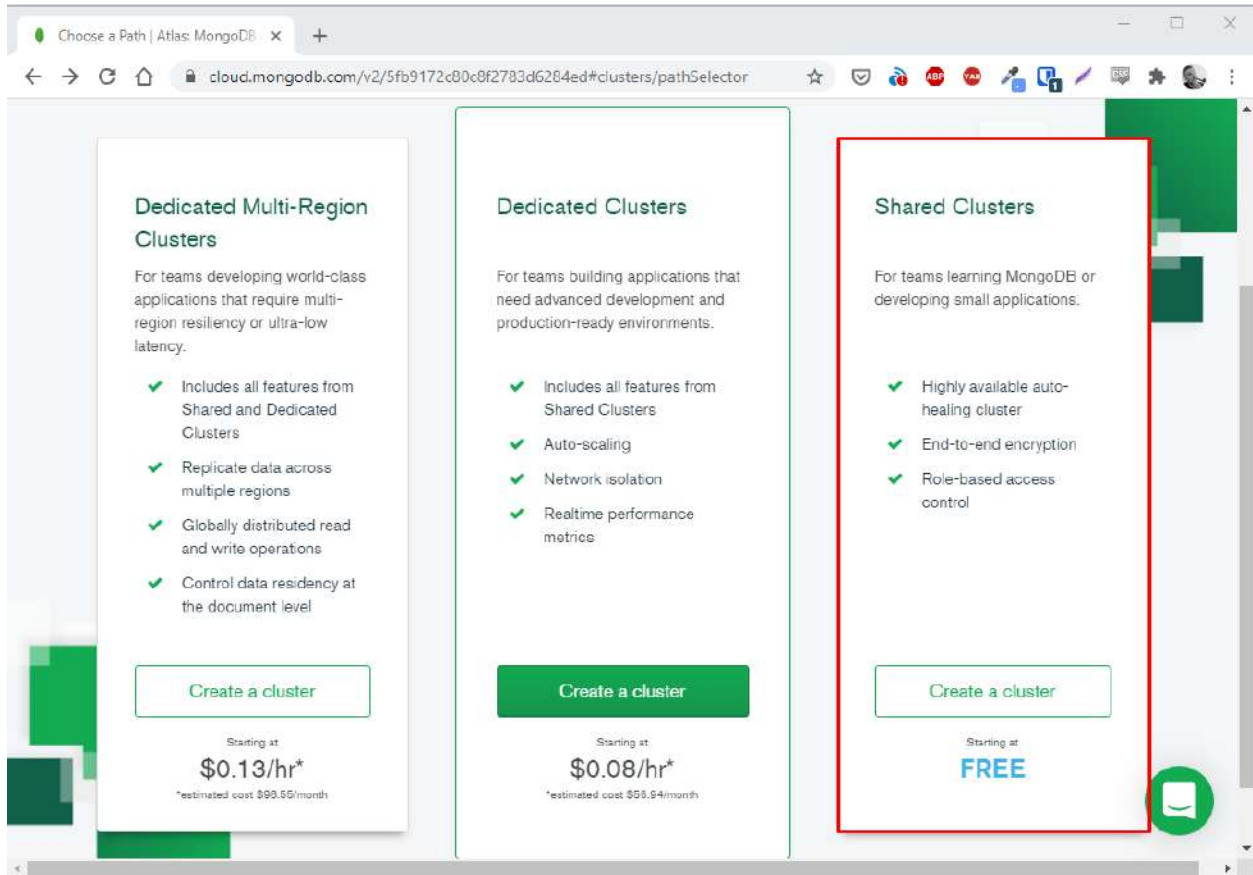 Choose a Path | Atlas: MongoDB
cloud.mongodb.com/v2/5fb9172c80c8f2783d6284ed#clusters/pathSelector
ABP
1
Dedicated Multi-Region
Clusters
For teams developing world-class
applications that require multi-
region resiliency or ultra-low
latency.
Includes all features from
Shared and Dedicated
Clusters
Replicate data across
multiple regions
Globally distributed read
and write operations
Control data residency at
the document level
Create a cluster
Starting at
$0.13/hr*
*estimated cost $98.55/month
Dedicated Clusters
For teams building applications that
need advanced development and
production-ready environments.
Includes all features from
Shared Clusters
Auto-scaling
Network isolation
Realtime performance
metrics
Create a cluster
Starting at
$0.08/hr*
*estimated cost $56.94/month
Shared Clusters
For teams learning MongoDB or
developing small applications.
Highly available auto-
healing cluster
End-to-end encryption
Role-based access
control
Create a cluster
Starting at
FREE